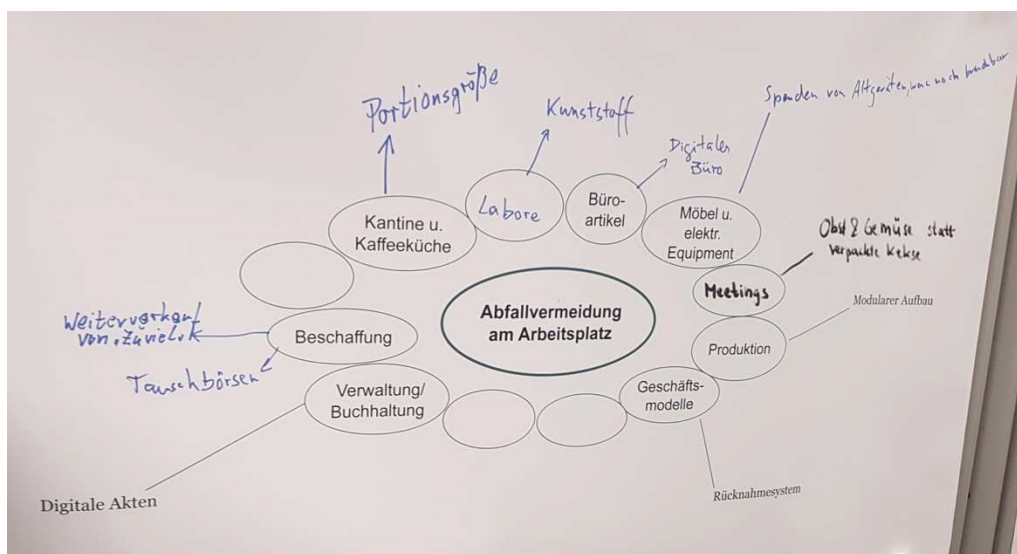 Portionsgröße
Kunststoff
Digitales
Büro
Spenden von Altgeräten, was noch brauchbar
Kantine u.
Kaffeeküche
Labore
Büro-
artikel
Möbel u.
elektr.
Equipment
Obst & Gemüse statt
verpackte Kekse
Meetings
Modularer Aufbau
Weiterverkauf
von „Zuviel“
Beschaffung
Abfallvermeidung
am Arbeitsplatz
Produktion
Tauschbörsen
Verwaltung/
Buchhaltung
Geschäfts-
modelle
Digitale Akten
Rücknahmesystem